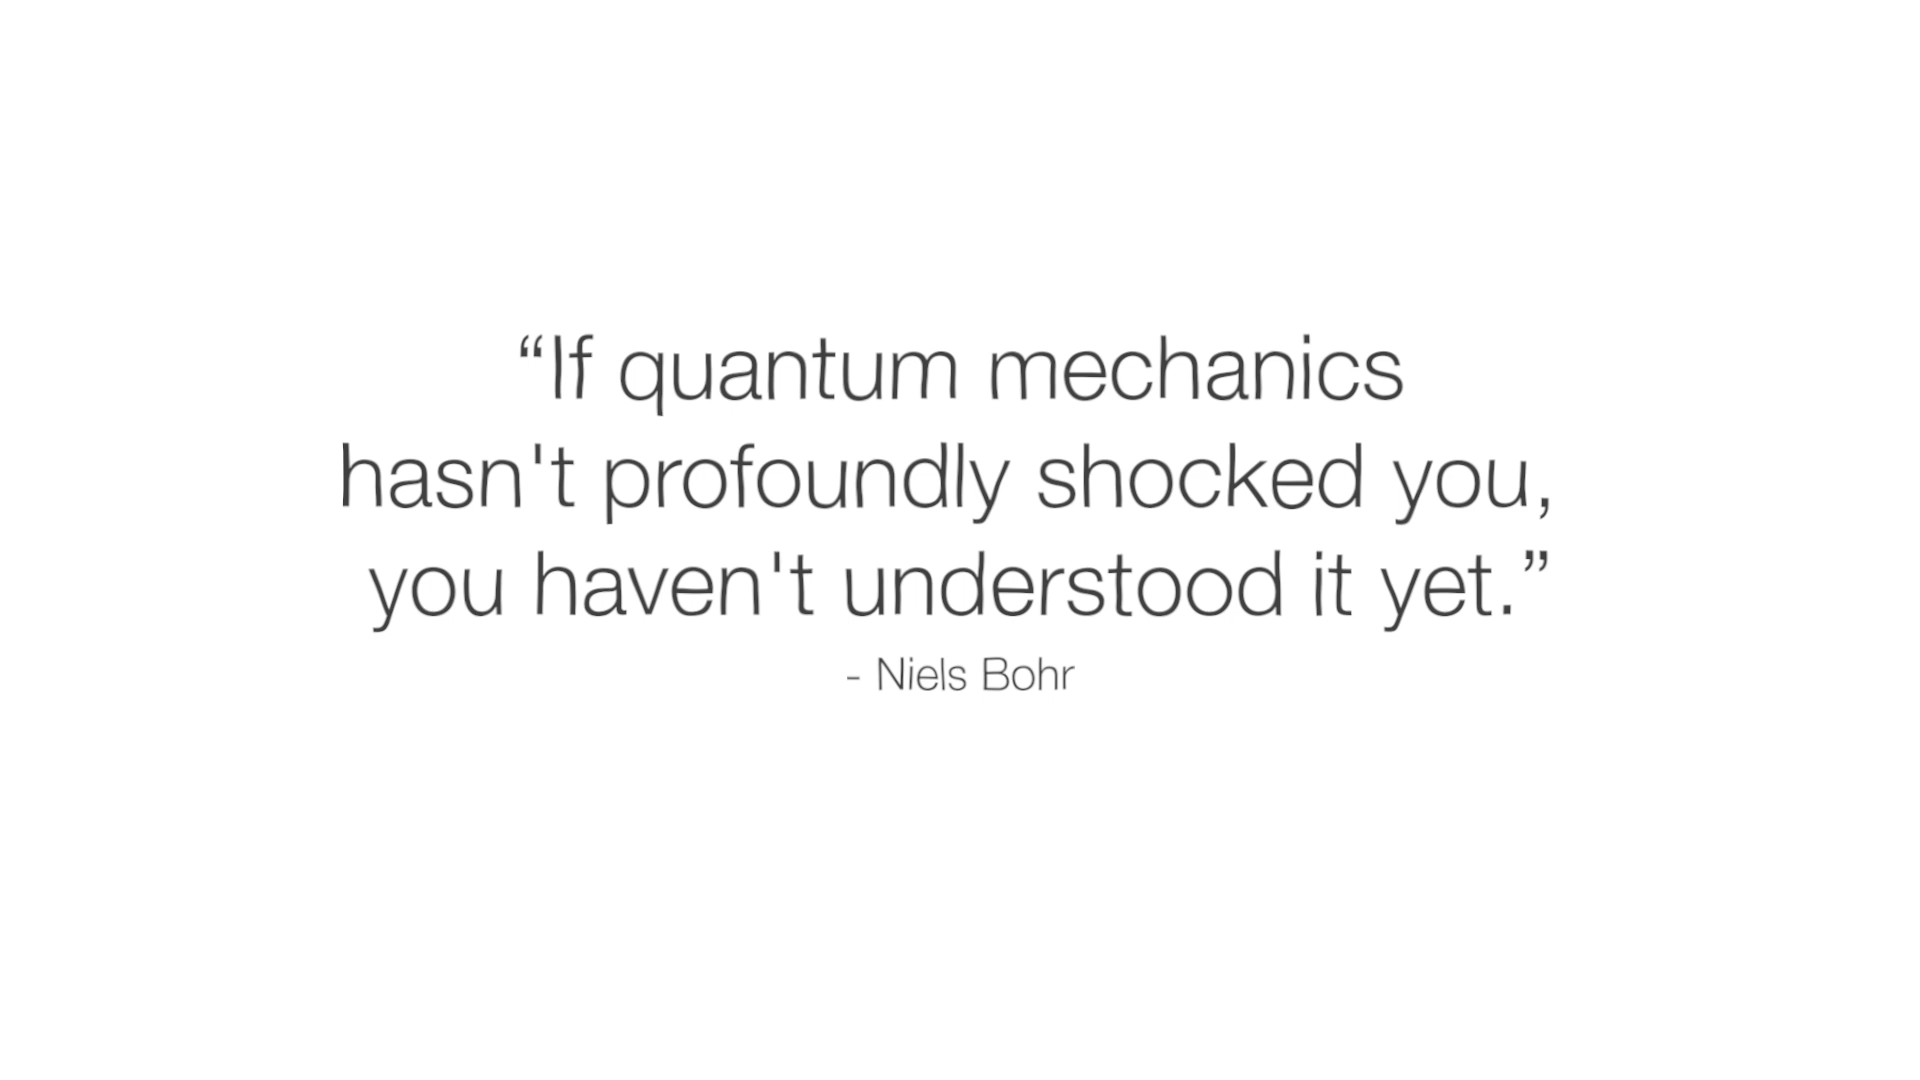 “If quantum mechanics
hasn't profoundly shocked you,
you haven't understood it yet.”
- Niels Bohr